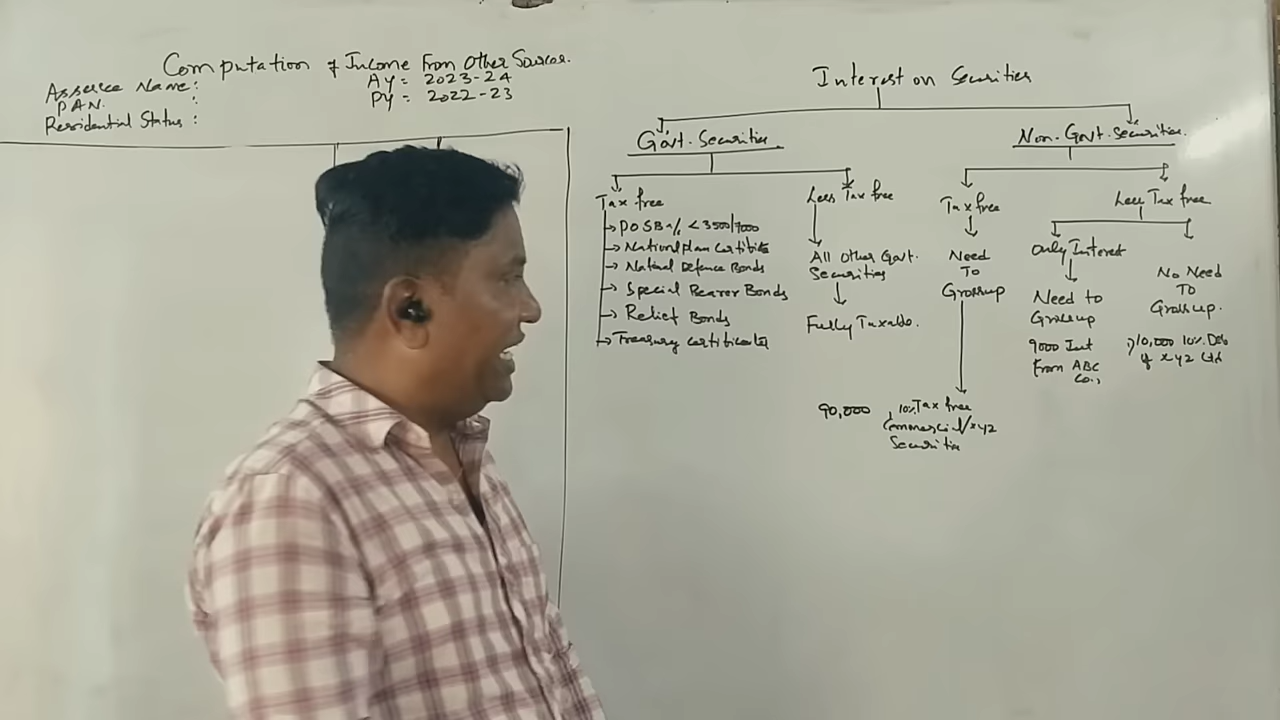 Computation of Income From Other Sources.
Assessee Name:
AY = 2023-24
PAN. :
PY = 2022-23
Residential Status :
Interest on Securities
Govt. Securities
Non-Govt. Securities.
Tax free
→ POSB a/c < 3500/7000
→ National plan certificates
→ National Defence Bonds
→ Special Bearer Bonds
→ Relief Bonds
→ Treasury certificates
Less Tax free
All Other Govt.
Securities
Fully Taxable.
Tax free
Need
To
Grossup
90,000 , 10% Tax free
Commercial/xyz
Securities
Less Tax free
Only Interest
Need to
Grossup
9000 Int
From ABC
Co.,
No Need
To
Grossup.
10,000 10% Deb
of xyz Ltd